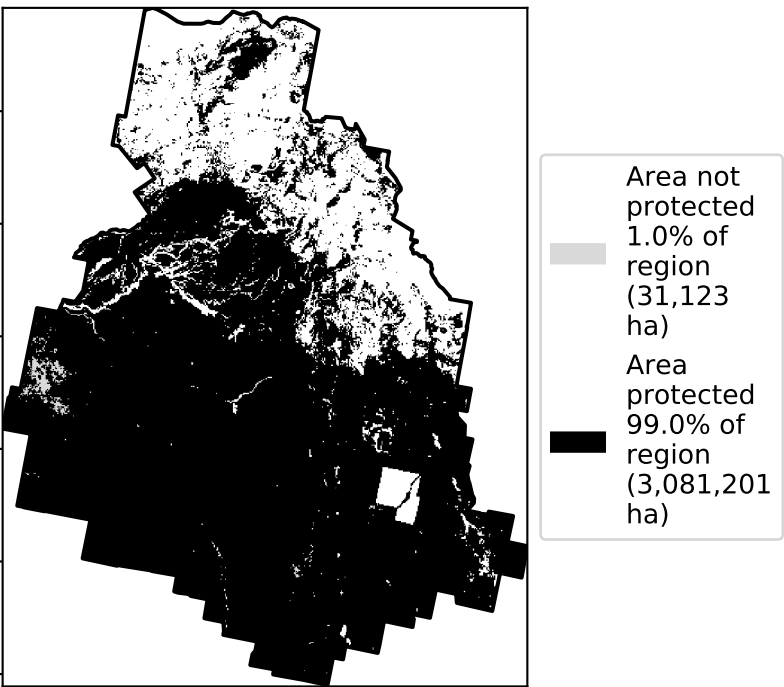 Area not
protected
1.0% of
region
(31,123
ha)
Area
protected
99.0% of
region
(3,081,201
ha)